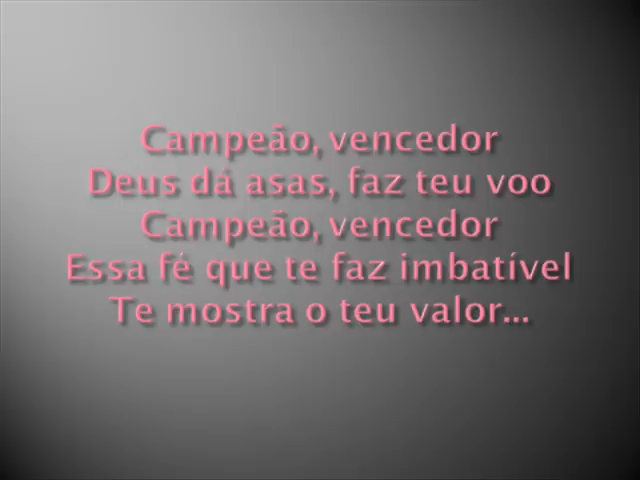 Campeão, vencedor
Deus dá asas, faz teu voo
Campeão, vencedor
Essa fé que te faz imbatível
Te mostra o teu valor...